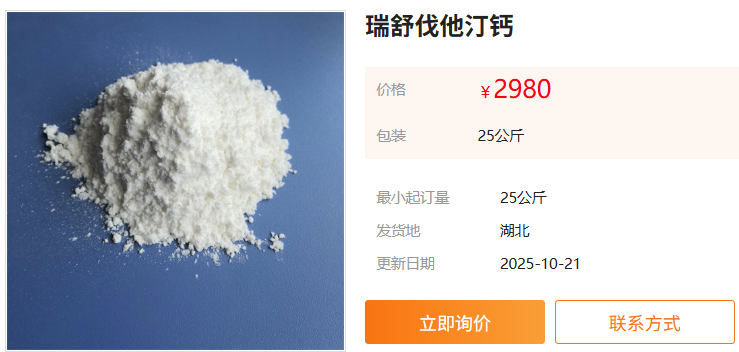 瑞舒伐他汀钙
价格 ￥2980
包装 25公斤
最小起订量 25公斤
发货地 湖北
更新日期 2025-10-21
立即询价 联系方式